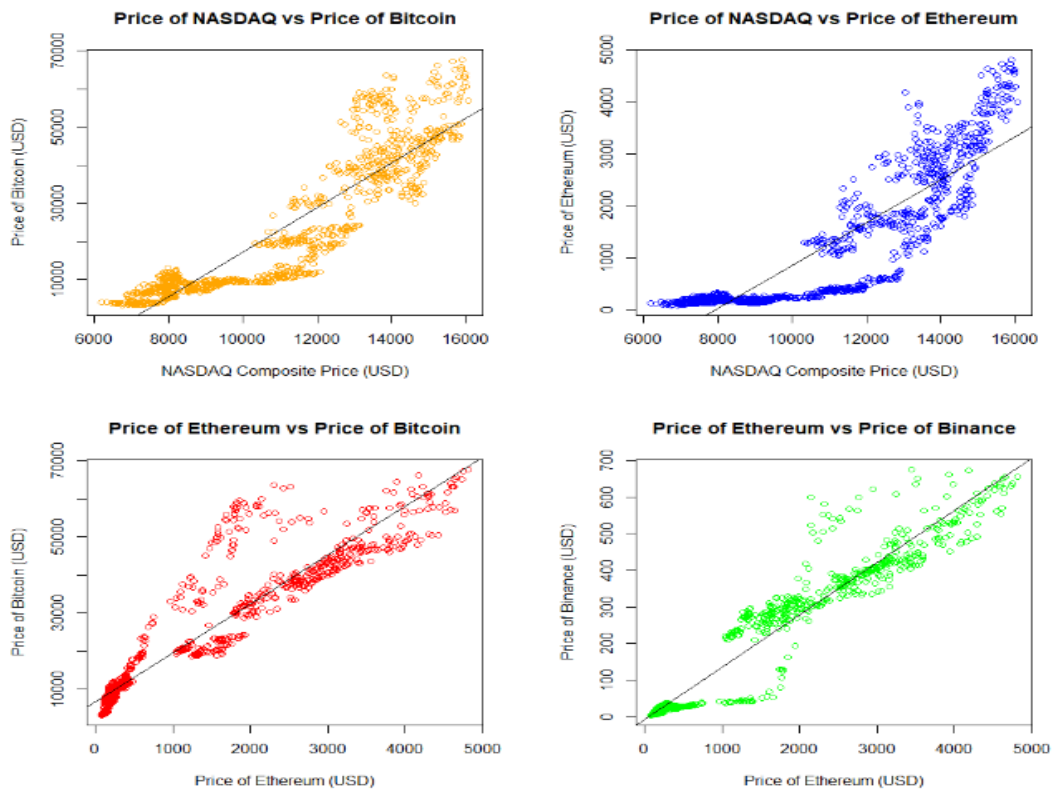 Price of NASDAQ vs Price of Bitcoin
Price of Bitcoin (USD)
70000
50000
30000
10000
6000 8000 10000 12000 14000 16000
NASDAQ Composite Price (USD)
Price of NASDAQ vs Price of Ethereum
Price of Ethereum (USD)
5000
4000
3000
2000
1000
0
6000 8000 10000 12000 14000 16000
NASDAQ Composite Price (USD)
Price of Ethereum vs Price of Bitcoin
Price of Bitcoin (USD)
70000
50000
30000
10000
0 1000 2000 3000 4000 5000
Price of Ethereum (USD)
Price of Ethereum vs Price of Binance
Price of Binance (USD)
700
600
500
400
300
200
100
0
0 1000 2000 3000 4000 5000
Price of Ethereum (USD)